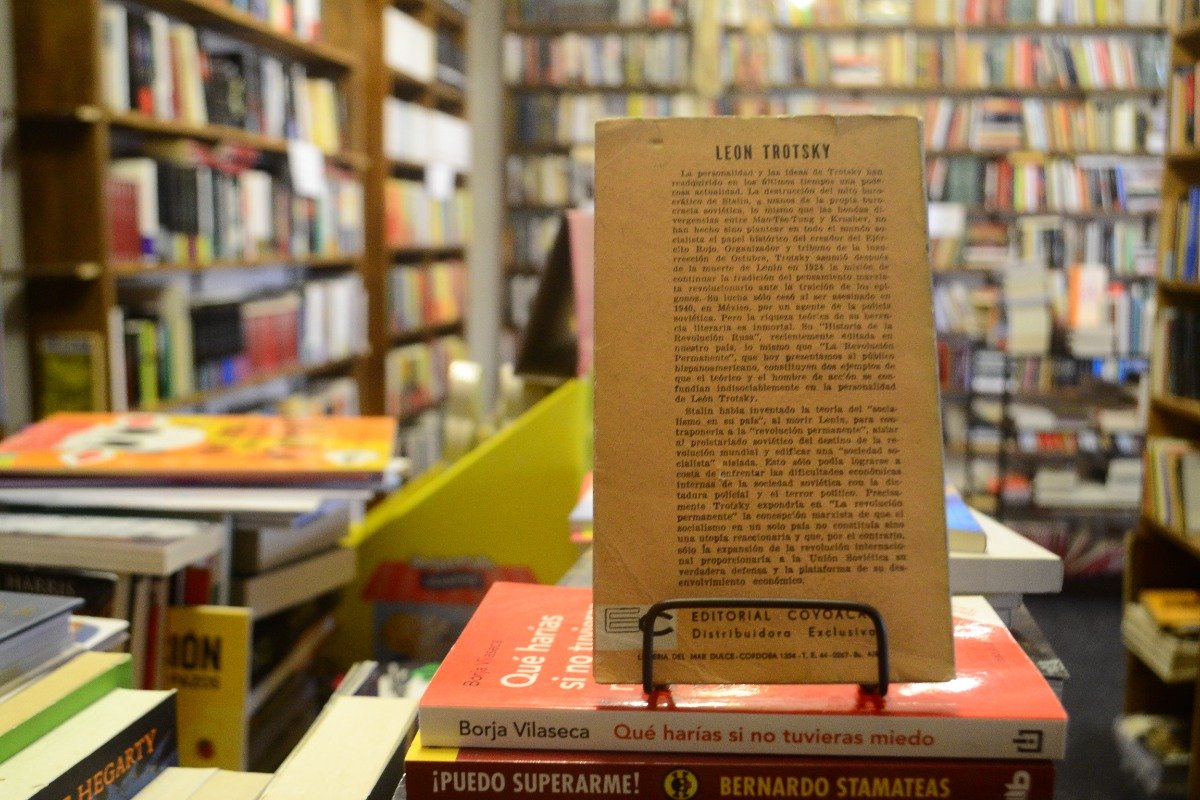 LEON TROTSKY
La personalidad y las ideas de Trotsky han
readquirido en los últimos tiempos una pode-
rosa actualidad. La destrucción del mito buro-
crático de Stalin, a manos de la propia buro-
cracia soviética, lo mismo que las hondas di-
vergencias entre Mao-Tse-Tung y Krushev, no
han hecho sino plantear en todo el mundo so-
cialista el papel histórico del creador del Ejér-
cito Rojo. Organizador y tribuno de la insu-
rrección de Octubre, Trotsky asumió después
de la muerte de Lenin en 1924 la misión de
continuar la tradición del pensamiento marxis-
ta revolucionario ante la traición de los epí-
gonos. Su lucha sólo cesó al ser asesinado en
1940, en México, por un agente de la policía
soviética. Pero la riqueza teórica de su heren-
cia literaria es inmortal. Su "Historia de la
Revolución Rusa", recientemente editada en
nuestro país, lo mismo que "La Revolución
Permanente", que hoy presentamos al público
hispanoamericano, constituyen dos ejemplos de
que el teórico y el hombre de acción se con-
fundían indisociablemente en la personalidad
de León Trotsky.
Stalin había inventado la teoría del "socia-
lismo en su país", al morir Lenin, para con-
traponerla a la "revolución permanente", aislar
al proletariado soviético del destino de la re-
volución mundial y edificar una "sociedad so-
cialista" aislada. Esto sólo podía lograrse a
costa de enfrentar las dificultades económicas
internas de la sociedad soviética con la dic-
tadura policial y el terror político. Precisa-
mente Trotsky expondría en "La revolución
permanente" la concepción marxista de que el
socialismo en un solo país no constituía sino
una utopía reaccionaria y que, por el contrario,
sólo la expansión de la revolución internacio-
nal proporcionaría a la Unión Soviética su
verdadera defensa y la plataforma de su des-
envolvimiento económico.
EDITORIAL COYOACAN
Distribuidora Exclusiva
LIBRERIA DEL MAR DULCE - CORDOBA 1354 - T. E. 44-0267 - Bs.
Borja Vilaseca
Qué harías
si no
Borja Vilaseca Qué harías si no tuvieras miedo
¡PUEDO SUPERARME! BERNARDO STAMATEAS
HEGARTY